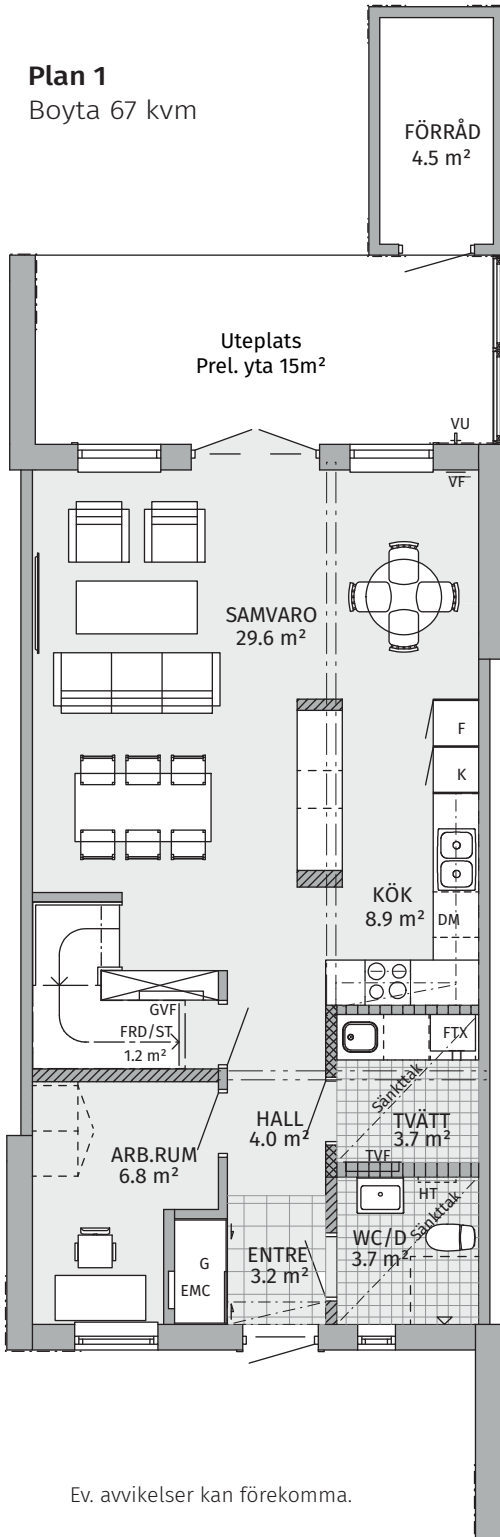 Plan 1
Boyta 67 kvm
FÖRRÅD
4.5 m²
Uteplats
Prel. yta 15m²
VU
VF
SAMVARO
29.6 m²
F
K
KÖK
8.9 m²
DM
GVF
FRD/ST
1.2 m²
FTX
Sänkttak
HALL
4.0 m²
TVÄTT
3.7 m²
ARB.RUM
6.8 m²
TVF
HT
Sänkttak
WC/D
3.7 m²
ENTRE
3.2 m²
G
EMC
Ev. avvikelser kan förekomma.